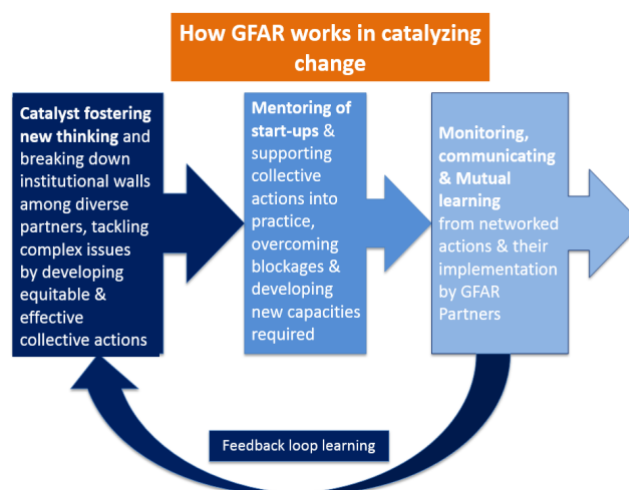 How GFAR works in catalyzing
change
Catalyst fostering
new thinking and
breaking down
institutional walls
among diverse
partners, tackling
complex issues
by developing
equitable &
effective
collective actions
Mentoring of
start-ups &
supporting
collective
actions into
practice,
overcoming
blockages &
developing
new capacities
required
Monitoring,
communicating
& Mutual
learning
from networked
actions & their
implementation
by GFAR
Partners
Feedback loop learning